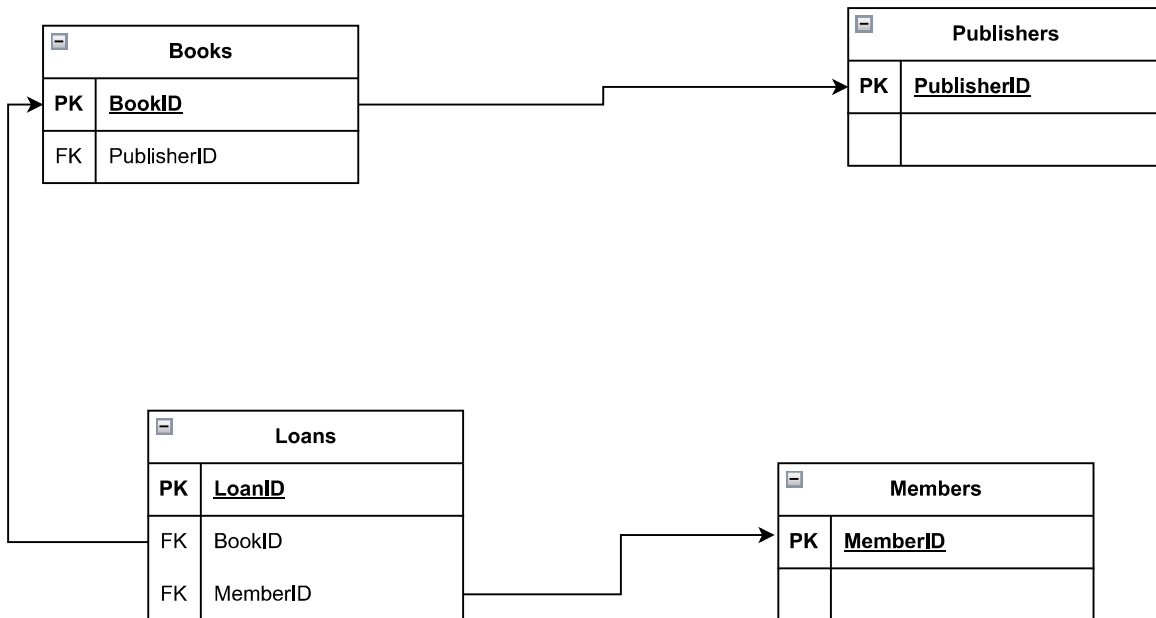 Books
PK BookID
FK PublisherID
Publishers
PK PublisherID
Loans
PK LoanID
FK BookID
FK MemberID
Members
PK MemberID